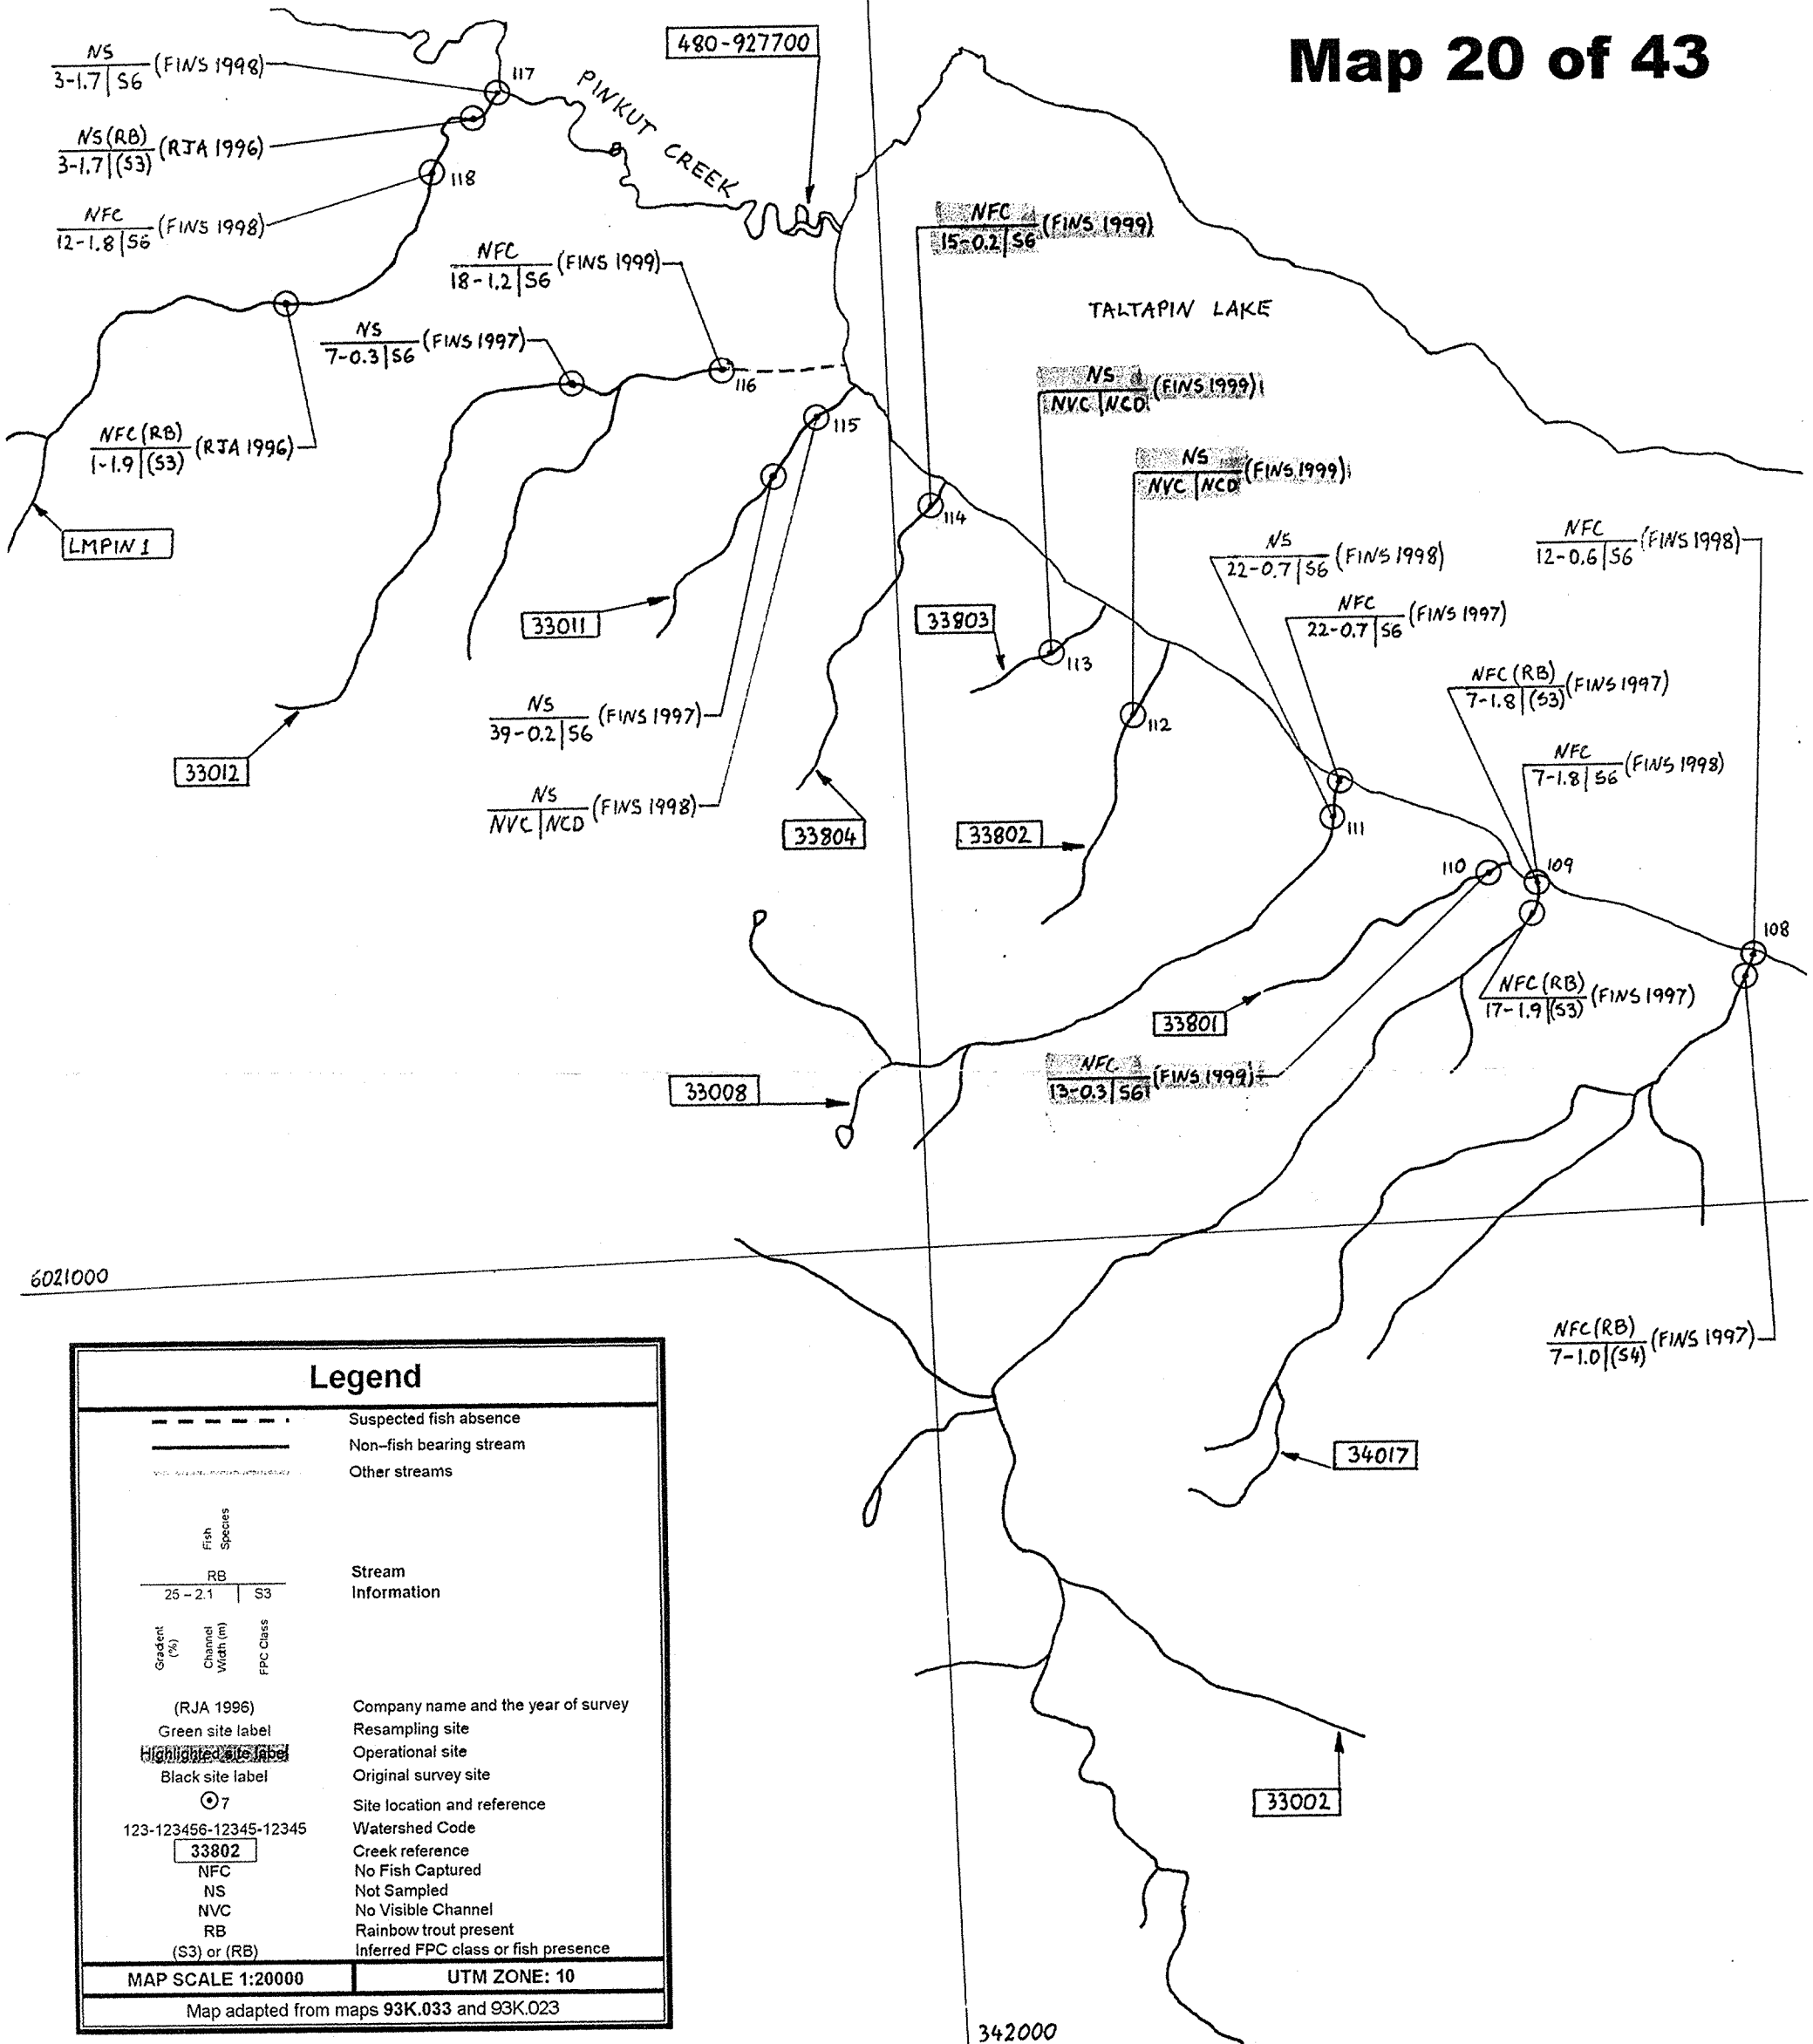 Map 20 of 43
480-927700
PINKUT CREEK
TALTAPIN LAKE
NS
3-1.7|S6 (FINS 1998)
117
NS(RB)
3-1.7|(S3) (RJA 1996)
118
NFC
12-1.8|S6 (FINS 1998)
NFC
15-0.2|S6 (FINS 1999)
NFC
18-1.2|S6 (FINS 1999)
NS
7-0.3|S6 (FINS 1997)
116
NS
NVC|NCD (FINS 1999)
115
NFC(RB)
1-1.9|(S3) (RJA 1996)
NS
NVC|NCD (FINS 1999)
114
LMPIN 1
NS
22-0.7|S6 (FINS 1998)
NFC
12-0.6|S6 (FINS 1998)
33011
33803
113
NFC
22-0.7|S6 (FINS 1997)
NFC(RB)
7-1.8|(S3) (FINS 1997)
NS
39-0.2|S6 (FINS 1997)
112
33012
NFC
7-1.8|S6 (FINS 1998)
NS
NVC|NCD (FINS 1998)
33804
33802
111
110
109
108
NFC(RB)
17-1.9|(S3) (FINS 1997)
33801
33008
NFC
13-0.3|S6 (FINS 1999)
6021000
NFC(RB)
7-1.0|(S4) (FINS 1997)
34017
33002
342000
Legend
Suspected fish absence
Non-fish bearing stream
Other streams
Fish
Species
RB
25 – 2.1 | S3
Stream
Information
Gradient
(%)
Channel
Width (m)
FPC Class
(RJA 1996) Company name and the year of survey
Green site label Resampling site
Highlighted site label Operational site
Black site label Original survey site
7 Site location and reference
123-123456-12345-12345 Watershed Code
33802 Creek reference
NFC No Fish Captured
NS Not Sampled
NVC No Visible Channel
RB Rainbow trout present
(S3) or (RB) Inferred FPC class or fish presence
MAP SCALE 1:20000 UTM ZONE: 10
Map adapted from maps 93K.033 and 93K.023